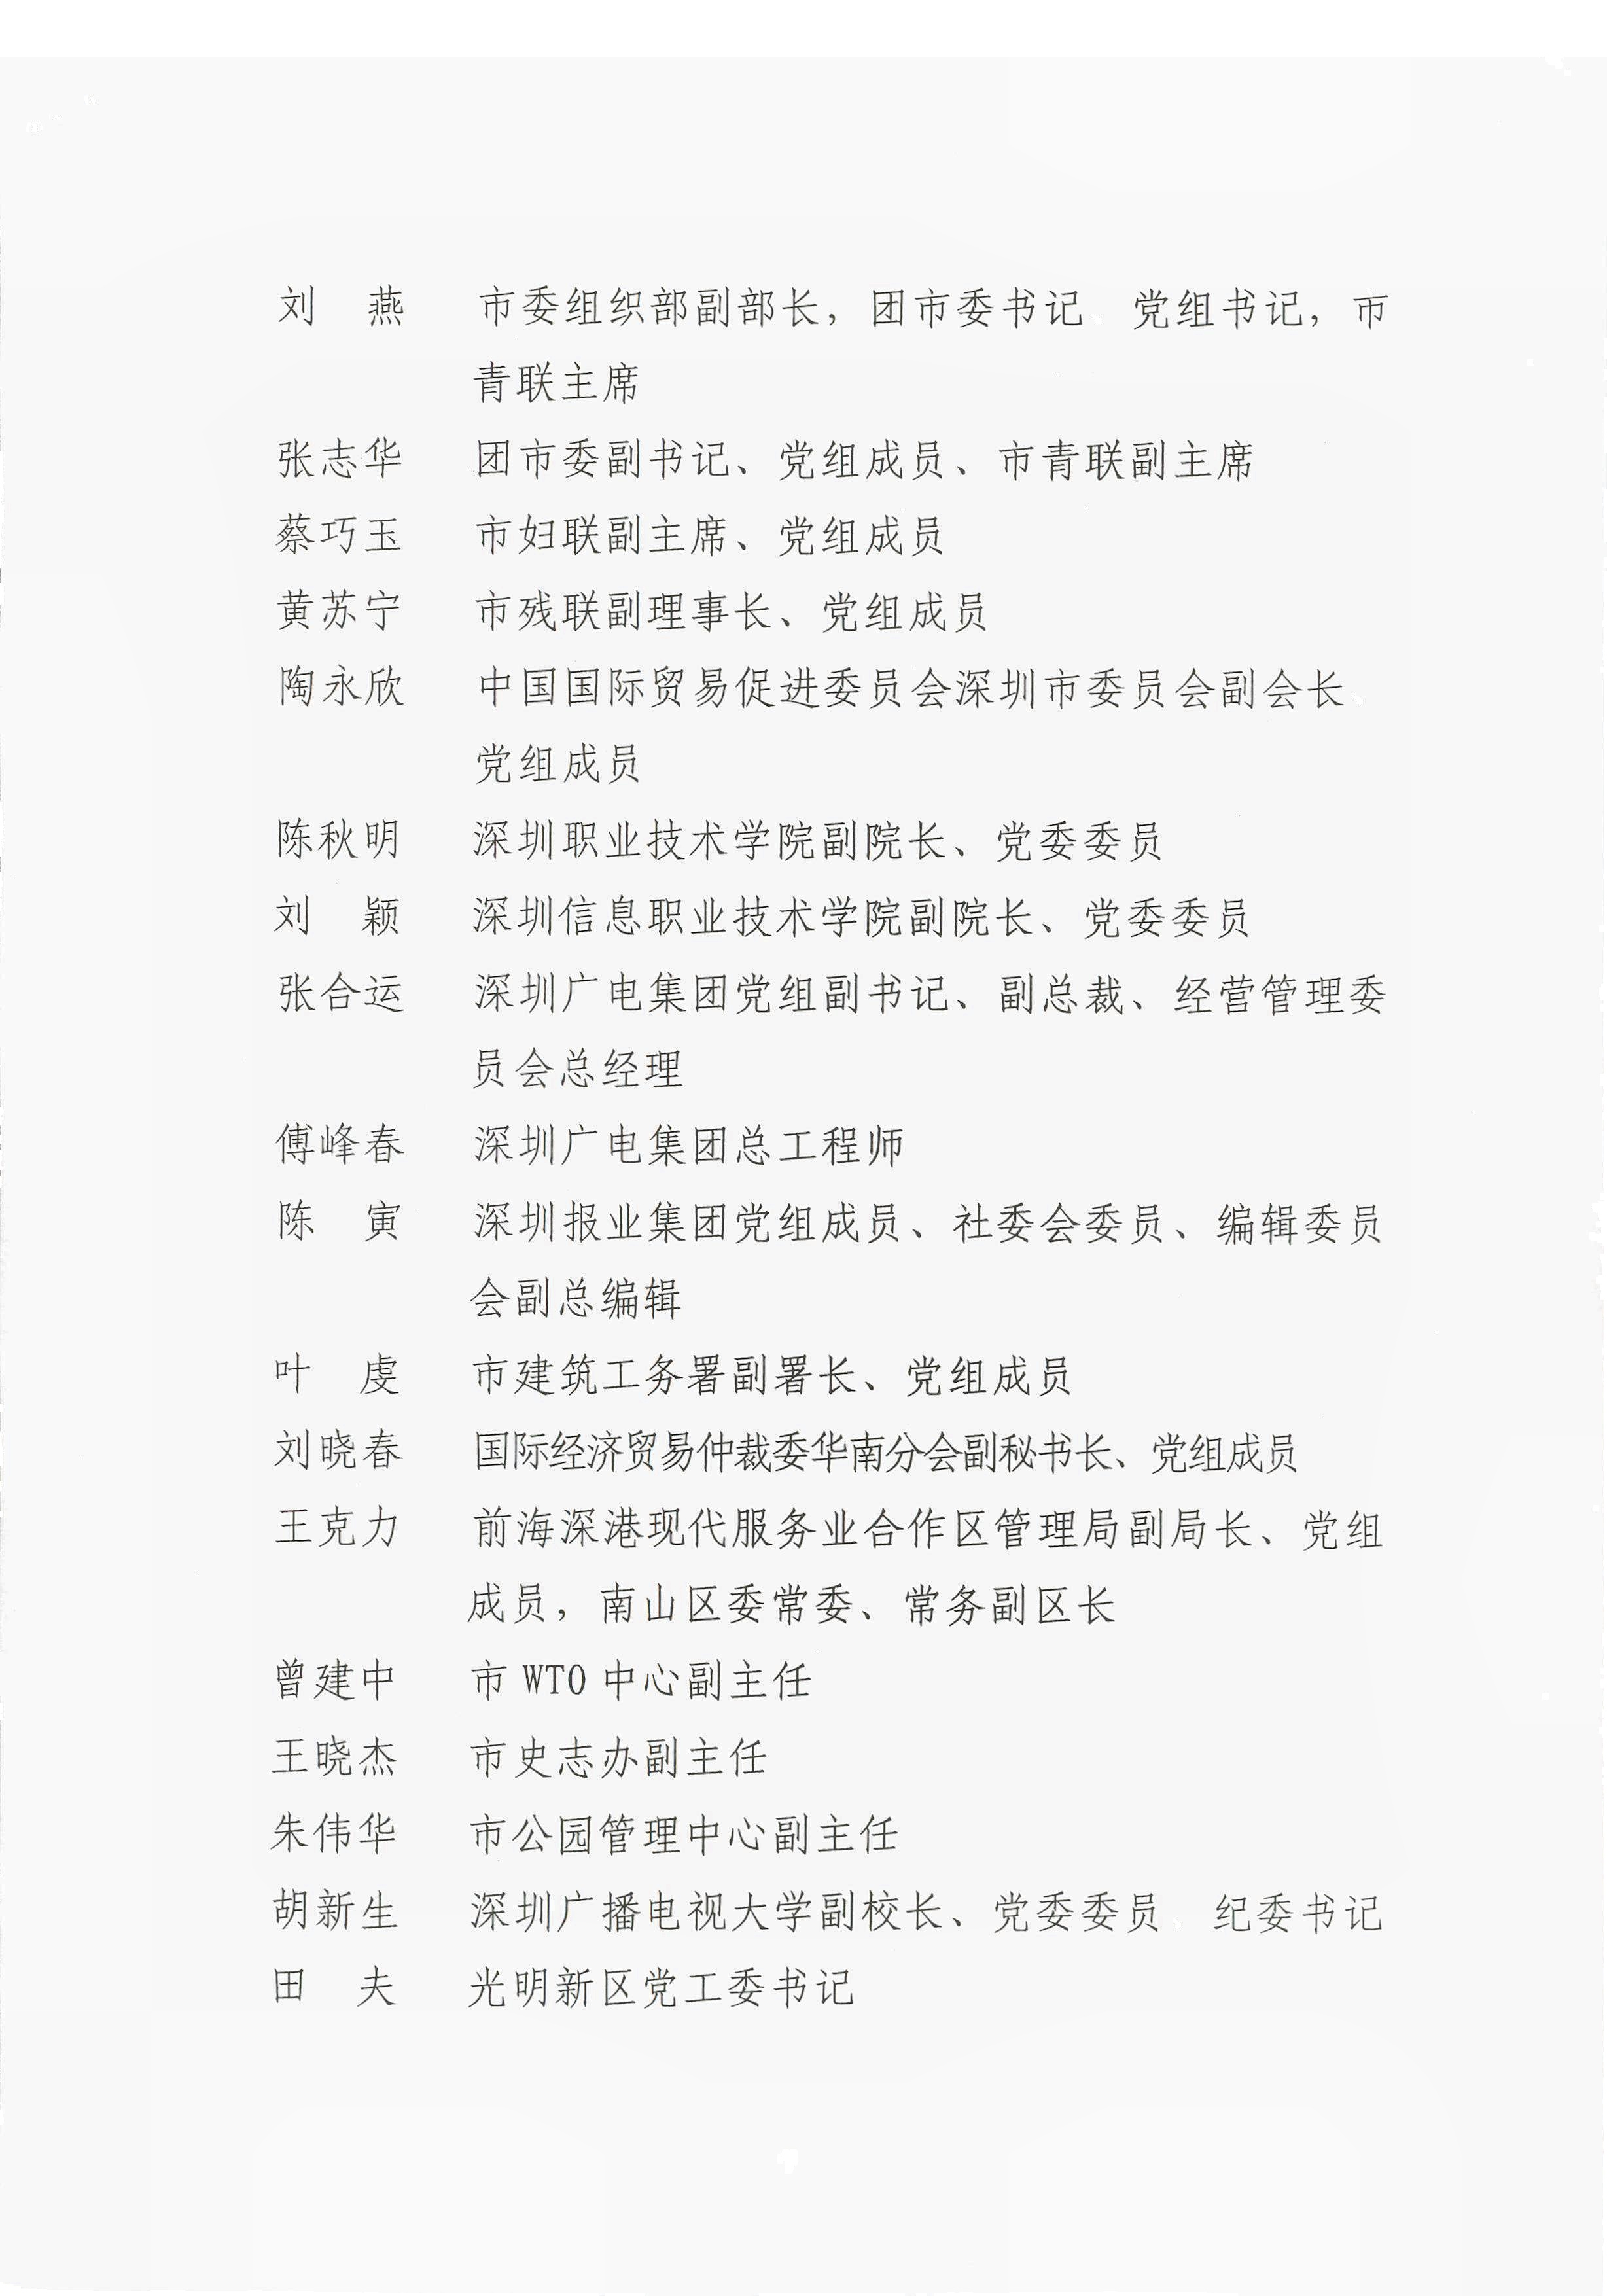 刘　燕　市委组织部副部长，团市委书记、党组书记，市
青联主席
张志华　团市委副书记、党组成员、市青联副主席
蔡巧玉　市妇联副主席、党组成员
黄苏宁　市残联副理事长、党组成员
陶永欣　中国国际贸易促进委员会深圳市委员会副会长、
党组成员
陈秋明　深圳职业技术学院副院长、党委委员
刘　颖　深圳信息职业技术学院副院长、党委委员
张合运　深圳广电集团党组副书记、副总裁、经营管理委
员会总经理
傅峰春　深圳广电集团总工程师
陈　寅　深圳报业集团党组成员、社委会委员、编辑委员
会副总编辑
叶　虔　市建筑工务署副署长、党组成员
刘晓春　国际经济贸易仲裁委华南分会副秘书长、党组成员
王克力　前海深港现代服务业合作区管理局副局长、党组
成员，南山区委常委、常务副区长
曾建中　市 WTO 中心副主任
王晓杰　市史志办副主任
朱伟华　市公园管理中心副主任
胡新生　深圳广播电视大学副校长、党委委员、纪委书记
田　夫　光明新区党工委书记